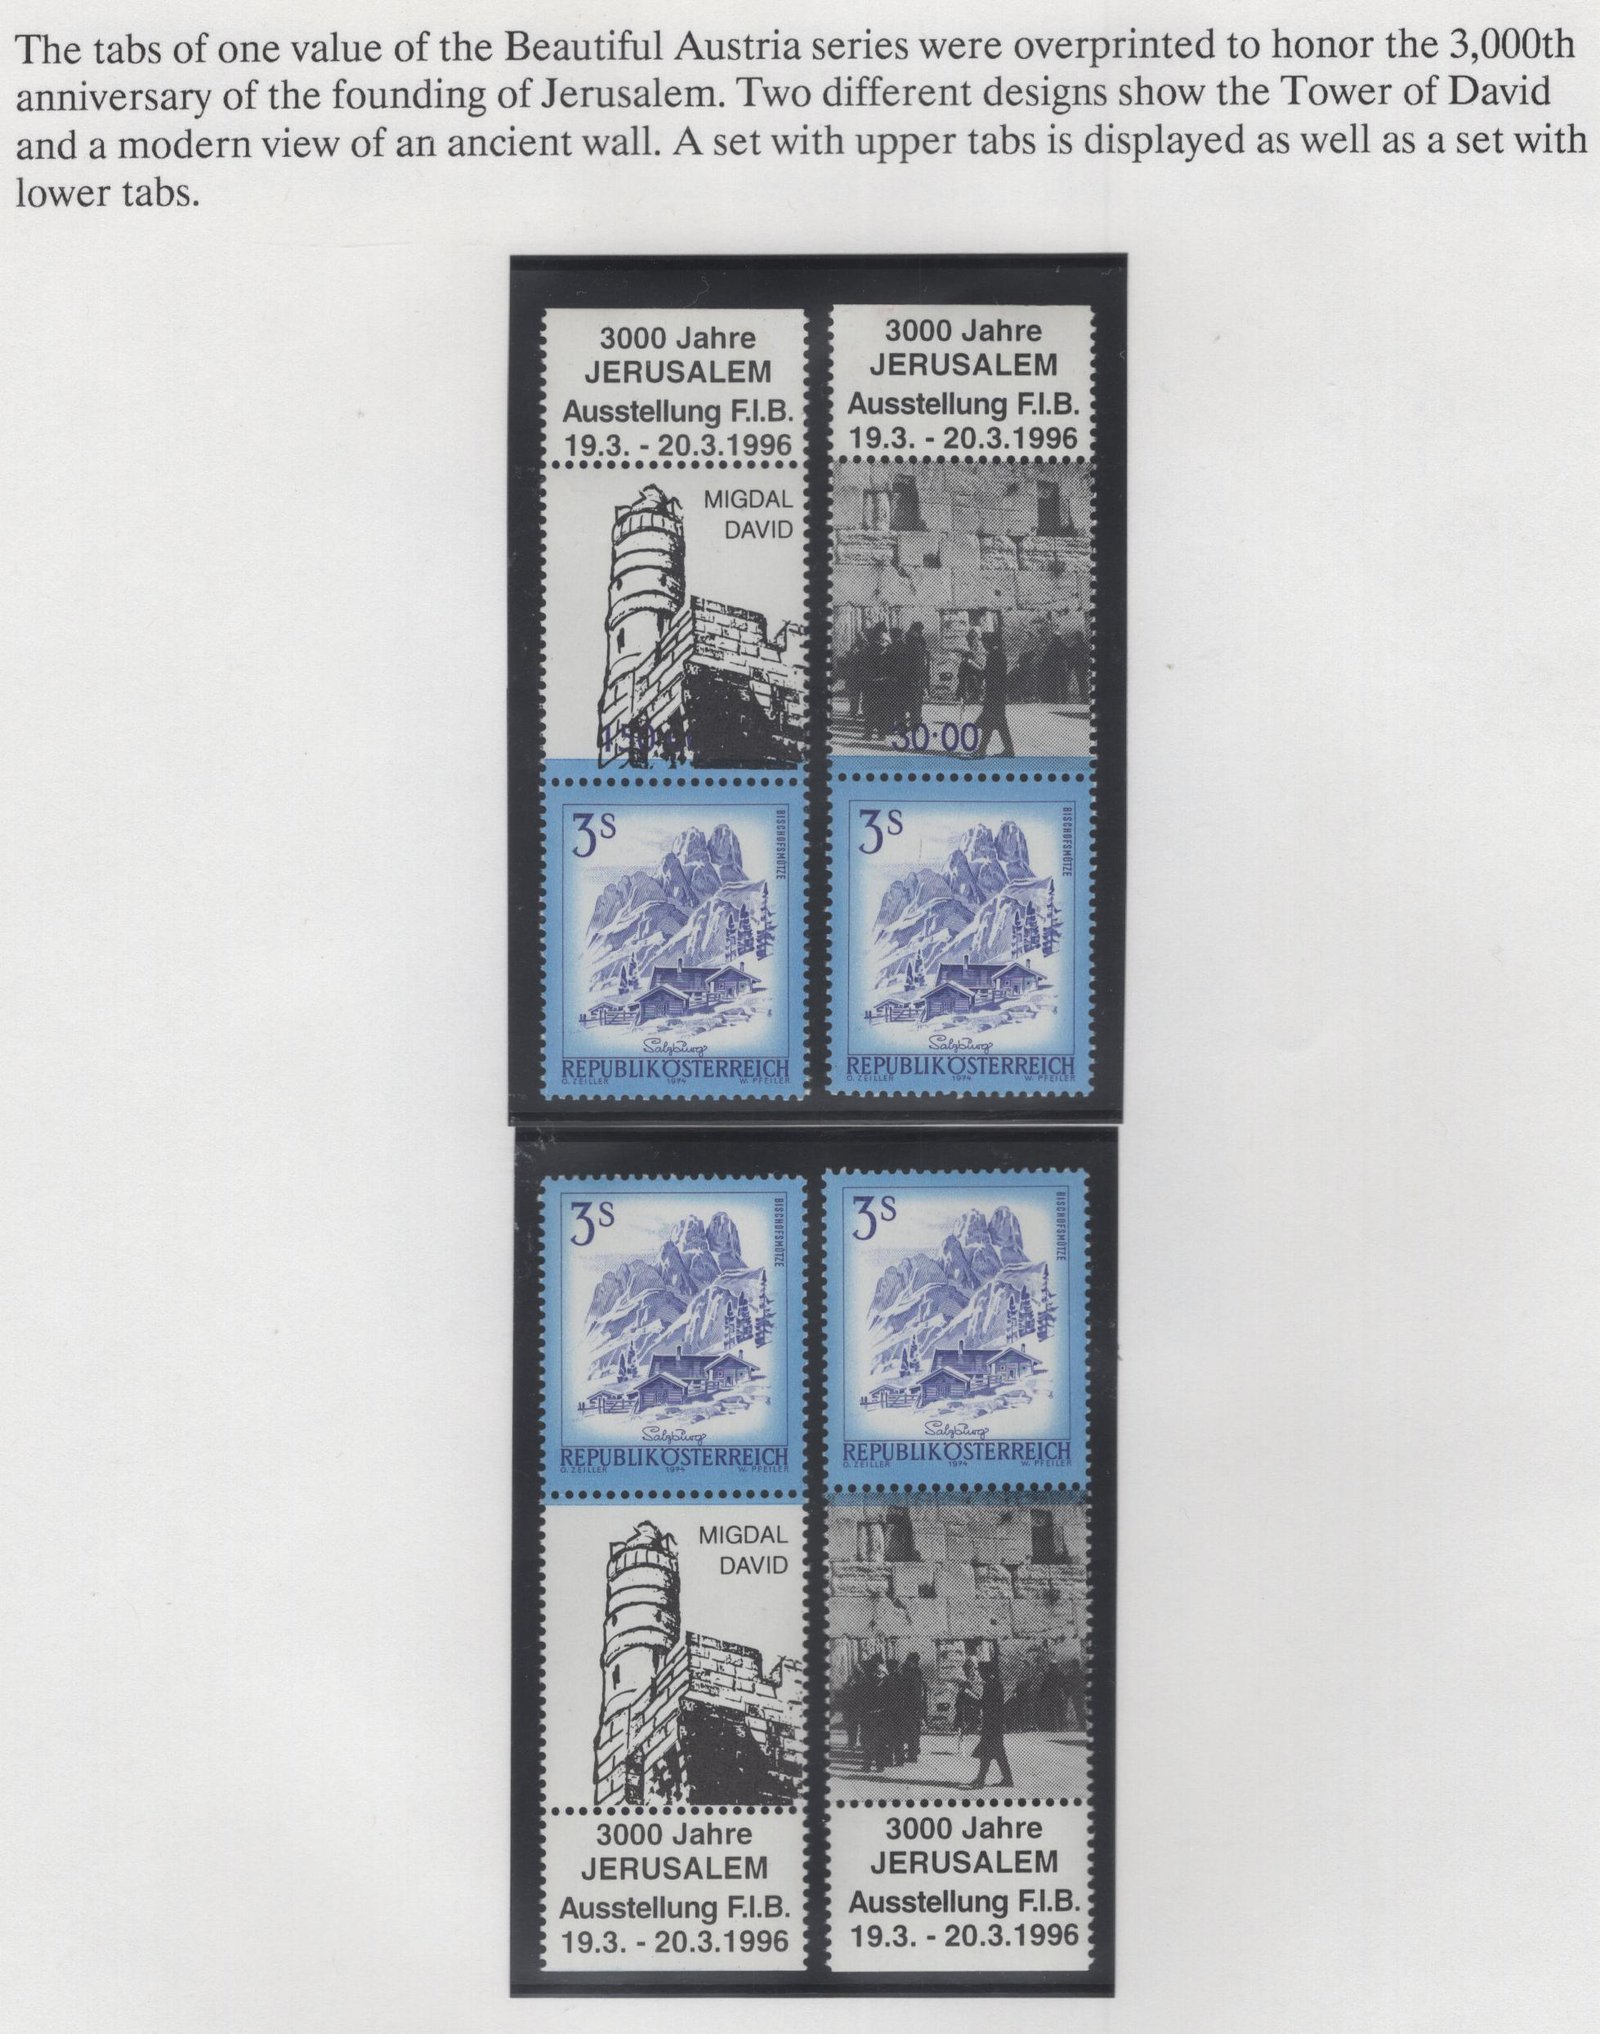 The tabs of one value of the Beautiful Austria series were overprinted to honor the 3,000th
anniversary of the founding of Jerusalem. Two different designs show the Tower of David
and a modern view of an ancient wall. A set with upper tabs is displayed as well as a set with
lower tabs.
3000 Jahre
JERUSALEM
Ausstellung F.I.B.
19.3. - 20.3.1996
MIGDAL
DAVID
3S
BISCHOFSMÜTZE
Salzburg
REPUBLIK ÖSTERREICH
O. ZEILLER 1974 W. PFEILER
3000 Jahre
JERUSALEM
Ausstellung F.I.B.
19.3. - 20.3.1996
30·00
3S
BISCHOFSMÜTZE
Salzburg
REPUBLIK ÖSTERREICH
O. ZEILLER 1974 W. PFEILER
3S
BISCHOFSMÜTZE
Salzburg
REPUBLIK ÖSTERREICH
O. ZEILLER 1974 W. PFEILER
MIGDAL
DAVID
3000 Jahre
JERUSALEM
Ausstellung F.I.B.
19.3. - 20.3.1996
3S
BISCHOFSMÜTZE
Salzburg
REPUBLIK ÖSTERREICH
O. ZEILLER 1974 W. PFEILER
3000 Jahre
JERUSALEM
Ausstellung F.I.B.
19.3. - 20.3.1996